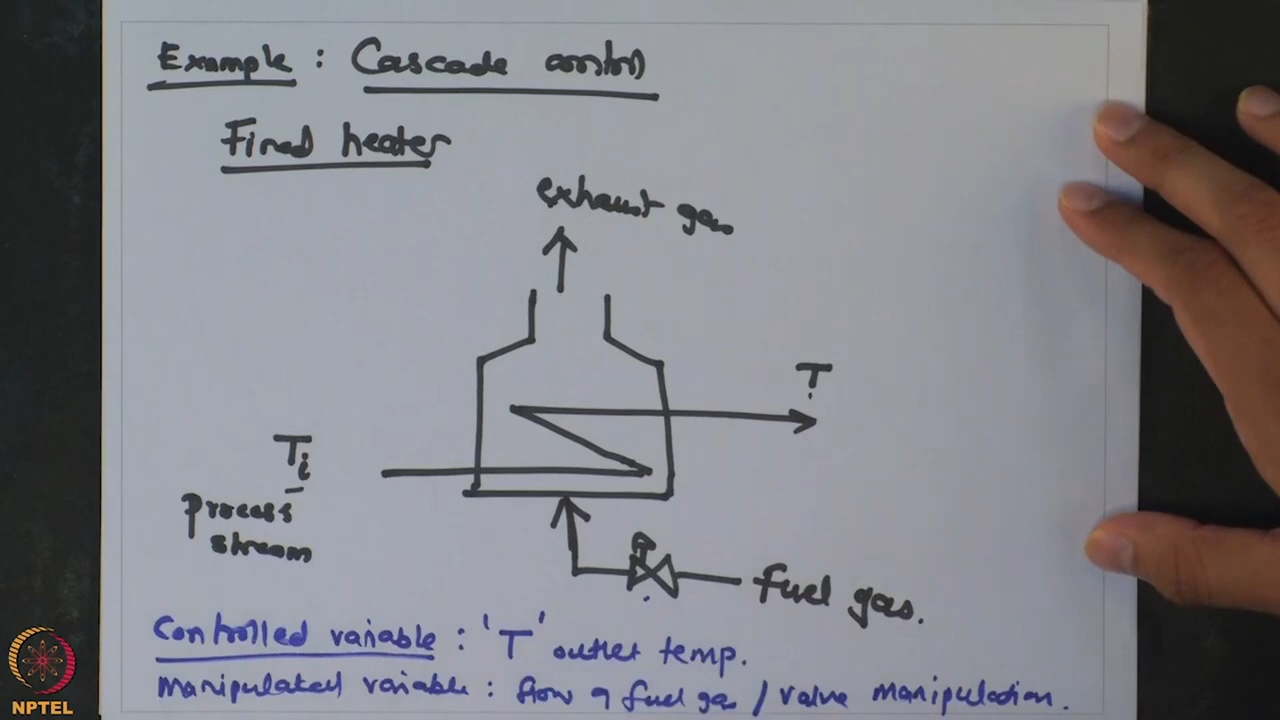 Example : Cascade control
Fired heater
exhaust gas
T
Ti
process
stream
fuel gas.
Controlled variable : 'T' outlet temp.
Manipulated variable : flow of fuel gas / valve manipulation.
NPTEL